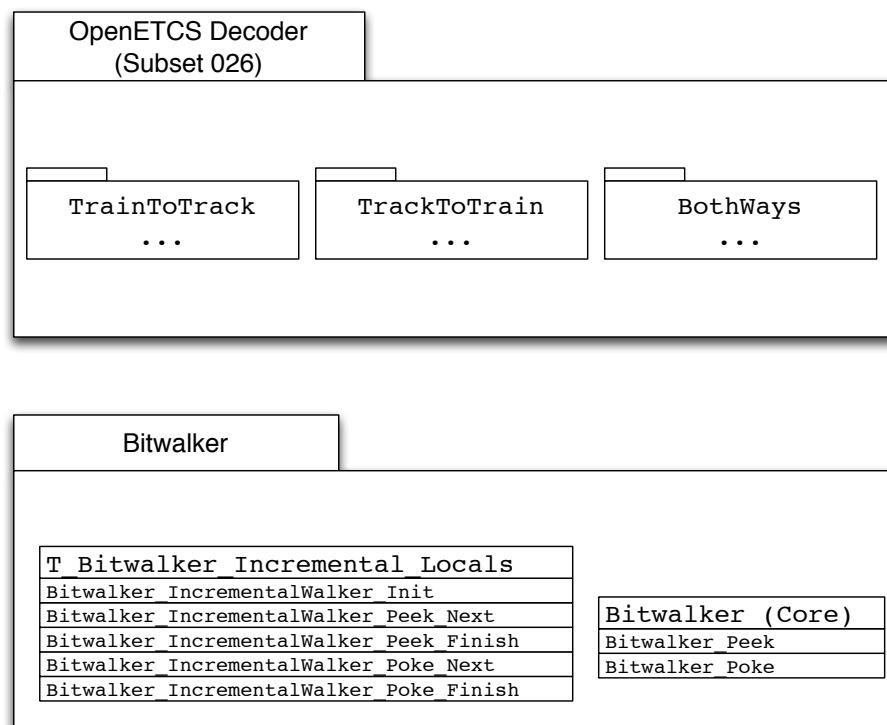 OpenETCS Decoder
(Subset 026)
TrainToTrack
...
TrackToTrain
...
BothWays
...
Bitwalker
T_Bitwalker_Incremental_Locals
Bitwalker_IncrementalWalker_Init
Bitwalker_IncrementalWalker_Peek_Next
Bitwalker_IncrementalWalker_Peek_Finish
Bitwalker_IncrementalWalker_Poke_Next
Bitwalker_IncrementalWalker_Poke_Finish
Bitwalker (Core)
Bitwalker_Peek
Bitwalker_Poke